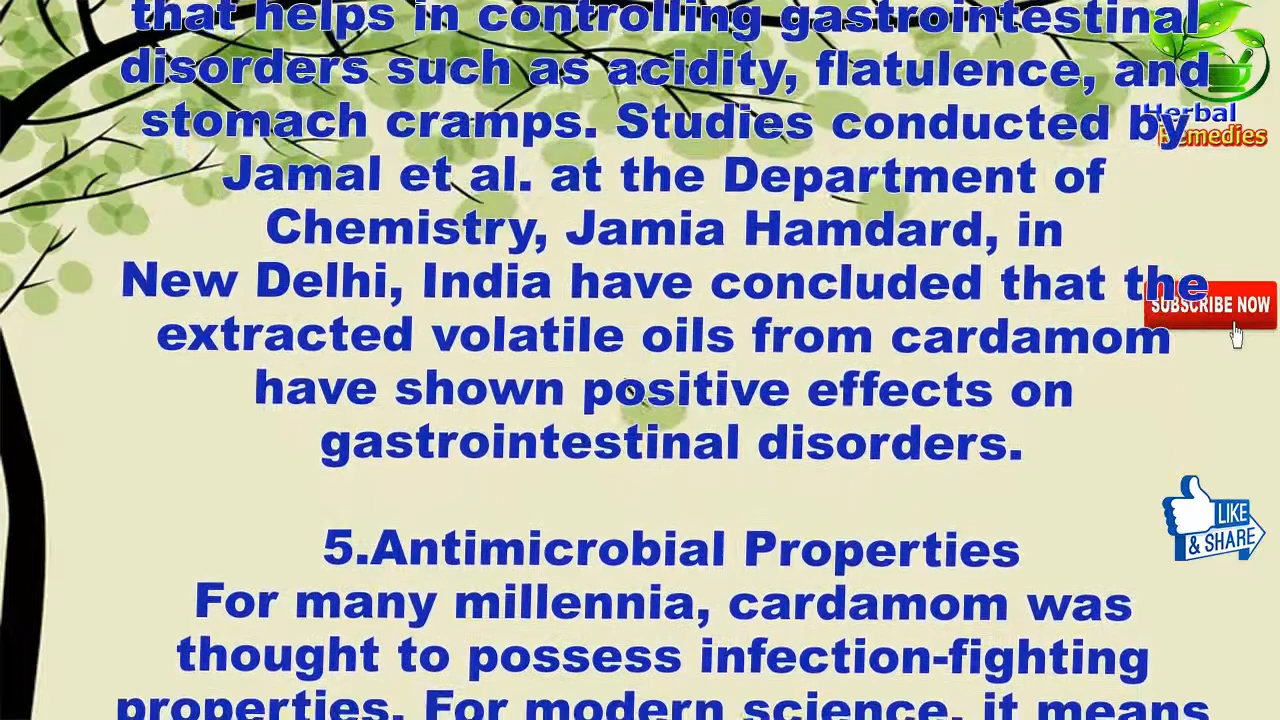 that helps in controlling gastrointestinal
disorders such as acidity, flatulence, and
stomach cramps. Studies conducted by
Jamal et al. at the Department of
Chemistry, Jamia Hamdard, in
New Delhi, India have concluded that the
extracted volatile oils from cardamom
have shown positive effects on
gastrointestinal disorders.
5.Antimicrobial Properties
For many millennia, cardamom was
thought to possess infection-fighting
properties. For modern science, it means
Herbal
Remedies
SUBSCRIBE NOW
LIKE
& SHARE